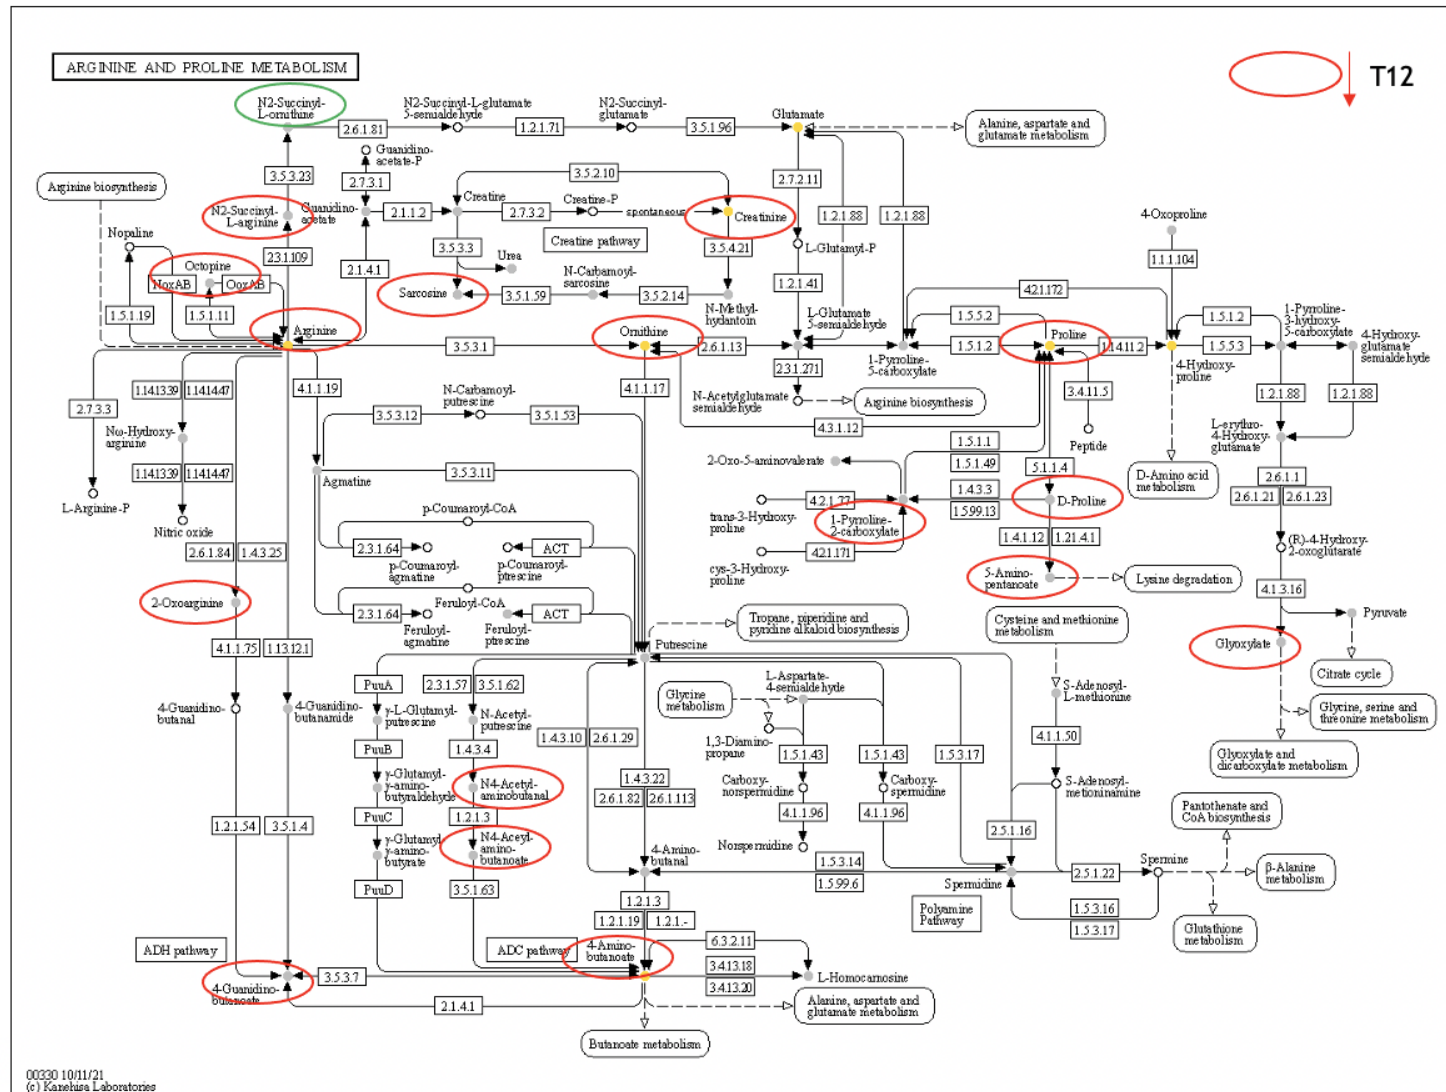 ARGININE AND PROLINE METABOLISM
T12
N2-Succinyl-
L-ornithine
N2-Succinyl-L-glutamate
5-semialdehyde
N2-Succinyl-
glutamate
Glutamate
2.6.1.81
1.2.1.71
3.5.1.96
Alanine, aspartate and
glutamate metabolism
Guanidino-
acetate-P
3.5.3.23
2.7.3.1
3.5.2.10
2.7.2.11
Arginine biosynthesis
N2-Succinyl-
L-arginine
Guanidino-
acetate
2.1.1.2
Creatine
2.7.3.2
Creatine-P
spontaneous
Creatinine
1.2.1.88
1.2.1.88
4-Oxoproline
Nopaline
3.5.3.3
Creatine pathway
3.5.4.21
L-Glutamyl-P
2.3.1.109
Urea
1.1.1.104
Octopine
NoxAB
OoxAB
2.1.4.1
N-Carbamoyl-
sarcosine
Sarcosine
3.5.1.59
3.5.2.14
N-Methyl-
hydantoin
1.2.1.41
4.2.1.172
1.5.1.19
1.5.1.11
L-Glutamate
5-semialdehyde
1.5.5.2
1.5.1.2
1-Pyrroline-
3-hydroxy-
5-carboxylate
Arginine
Ornithine
Proline
4-Hydroxy-
glutamate
semialdehyde
3.5.3.1
2.6.1.13
1-Pyrroline-
5-carboxylate
1.5.1.2
1.14.11.2
4-Hydroxy-
proline
1.5.5.3
2.3.1.271
4.1.1.19
4.1.1.17
3.4.11.5
1.2.1.88
1.2.1.88
1.14.13.39
1.14.14.47
N-Carbamoyl-
putrescine
N-Acetylglutamate
semialdehyde
Arginine biosynthesis
2.7.3.3
3.5.3.12
3.5.1.53
4.3.1.12
Peptide
L-erythro-
4-Hydroxy-
glutamate
Nω-Hydroxy-
arginine
1.5.1.1
1.5.1.49
2-Oxo-5-aminovalerate
5.1.1.4
D-Amino acid
metabolism
1.14.13.39
1.14.14.47
Agmatine
3.5.3.11
2.6.1.1
2.6.1.21
2.6.1.23
L-Arginine-P
Nitric oxide
trans-3-Hydroxy-
proline
4.2.1.77
1.4.3.3
1.5.99.13
D-Proline
p-Coumaroyl-CoA
1-Pyrroline-
2-carboxylate
1.4.1.12
1.21.4.1
(R)-4-Hydroxy-
2-oxoglutarate
2.6.1.84
1.4.3.25
2.3.1.64
ACT
4.2.1.171
p-Coumaroyl-
agmatine
p-Coumaroyl-
ptrescine
cys-3-Hydroxy-
proline
5-Amino-
pentanoate
Lysine degradation
4.1.3.16
2-Oxoarginine
Feruloyl-CoA
2.3.1.64
ACT
Feruloyl-
agmatine
Feruloyl-
ptrescine
Tropane, piperidine and
pyridine alkaloid biosynthesis
Cysteine and methionine
metabolism
Pyruvate
Glyoxylate
4.1.1.75
1.13.12.1
Putrescine
Citrate cycle
PuuA
2.3.1.57
3.5.1.62
L-Aspartate-
4-semialdehyde
Glycine
metabolism
S-Adenosyl-
L-methionine
Glycine, serine and
threonine metabolism
4-Guanidino-
butanal
4-Guanidino-
butanamide
γ-L-Glutamyl-
putrescine
N-Acetyl-
putrescine
1.4.3.10
2.6.1.29
1,3-Diamino-
propane
1.5.1.43
1.5.1.43
1.5.3.17
4.1.1.50
Glyoxylate and
dicarboxylate metabolism
PuuB
1.4.3.4
γ-Glutamyl-
γ-amino-
butyraldehyde
N4-Acetyl-
aminobutanal
1.4.3.22
2.6.1.82
2.6.1.113
Carboxy-
norspermidine
Carboxy-
spermidine
S-Adenosyl-
metioninamine
Pantothenate and
CoA biosynthesis
1.2.1.54
3.5.1.4
PuuC
1.2.1.3
4.1.1.96
4.1.1.96
2.5.1.16
γ-Glutamyl-
γ-amino-
butyrate
N4-Aceyl-
amino-
butanoate
4-Amino-
butanal
Norspermidine
1.5.3.14
1.5.99.6
Spermidine
2.5.1.22
Spermine
β-Alanine
metabolism
PuuD
3.5.1.63
1.2.1.3
1.2.1.19
1.2.1.-
Polyamine
Pathway
1.5.3.16
1.5.3.17
Glutathione
metabolism
ADH pathway
ADC pathway
4-Amino-
butanoate
6.3.2.11
3.4.13.18
3.4.13.20
L-Homocarnosine
4-Guanidino-
butanoate
3.5.3.7
2.1.4.1
Alanine, aspartate and
glutamate metabolism
Butanoate metabolism
00330 10/11/21
(c) Kanehisa Laboratories